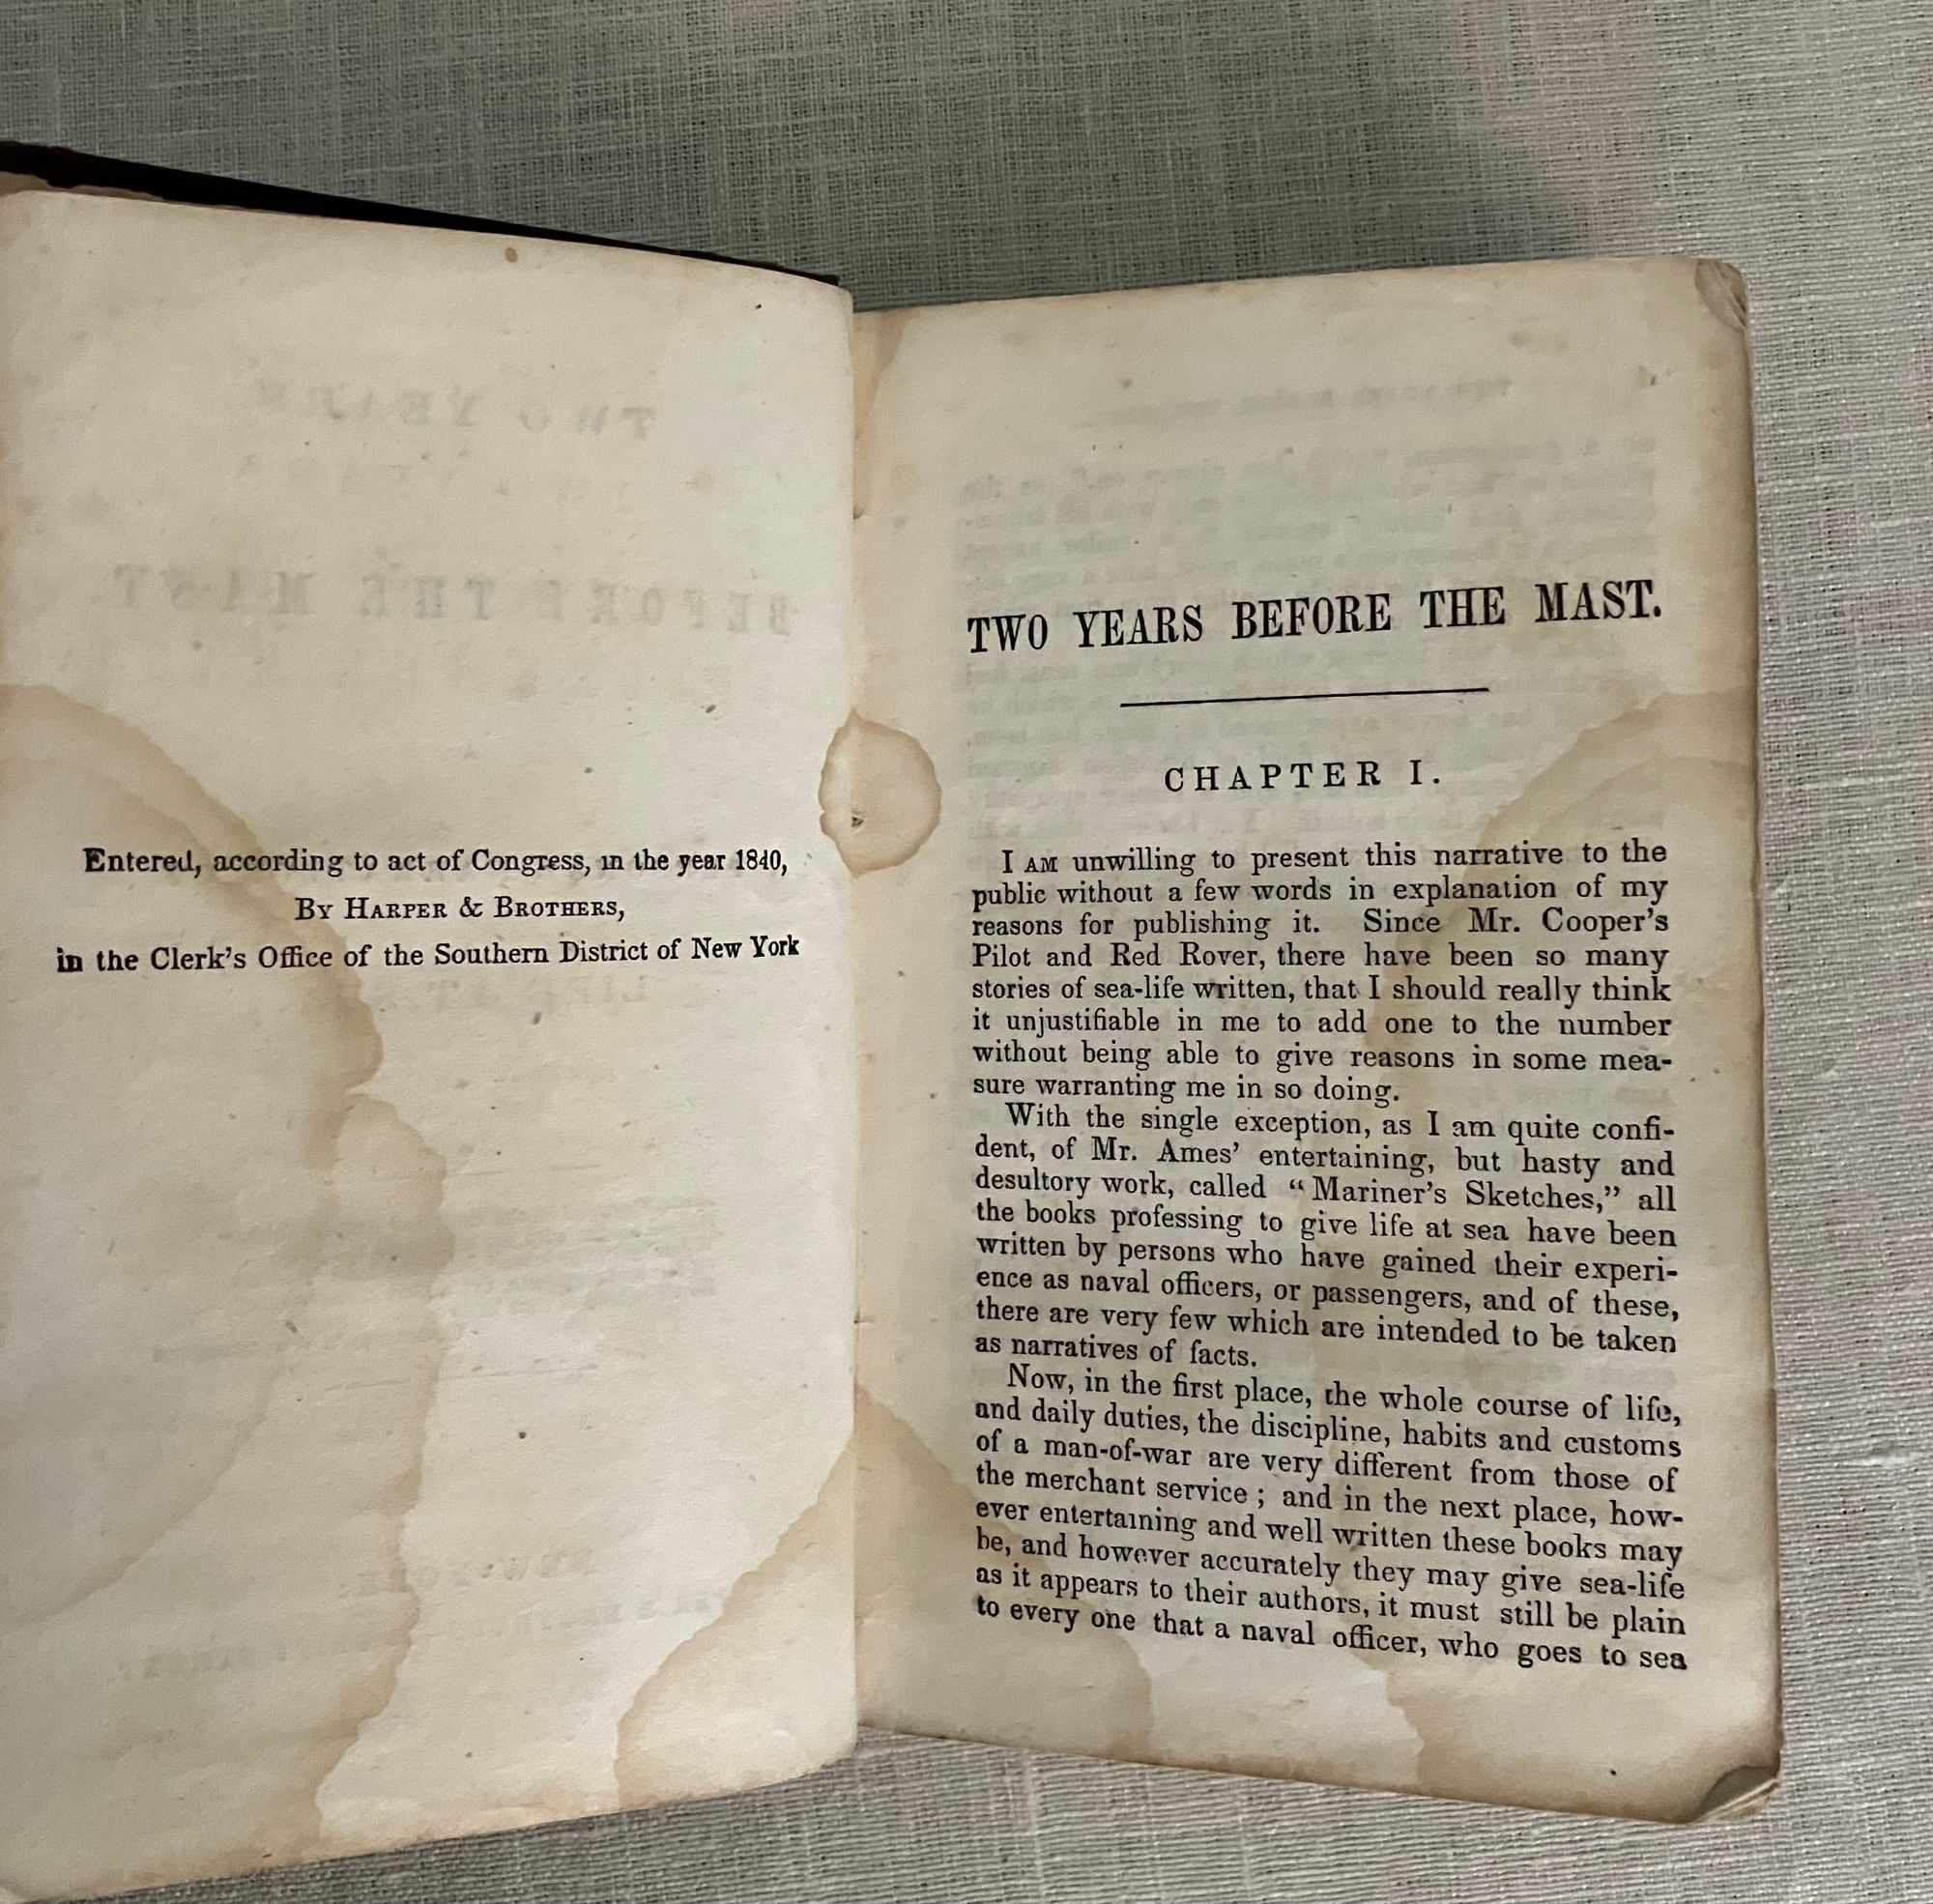 Entered, according to act of Congress, in the year 1840,
By Harper & Brothers,
in the Clerk's Office of the Southern District of New York
TWO YEARS BEFORE THE MAST.
CHAPTER I.
I AM unwilling to present this narrative to the
public without a few words in explanation of my
reasons for publishing it. Since Mr. Cooper's
Pilot and Red Rover, there have been so many
stories of sea-life written, that I should really think
it unjustifiable in me to add one to the number
without being able to give reasons in some mea-
sure warranting me in so doing.
With the single exception, as I am quite confi-
dent, of Mr. Ames' entertaining, but hasty and
desultory work, called “Mariner's Sketches,” all
the books professing to give life at sea have been
written by persons who have gained their experi-
ence as naval officers, or passengers, and of these,
there are very few which are intended to be taken
as narratives of facts.
Now, in the first place, the whole course of life,
and daily duties, the discipline, habits and customs
of a man-of-war are very different from those of
the merchant service; and in the next place, how-
ever entertaining and well written these books may
be, and however accurately they may give sea-life
as it appears to their authors, it must still be plain
to every one that a naval officer, who goes to sea